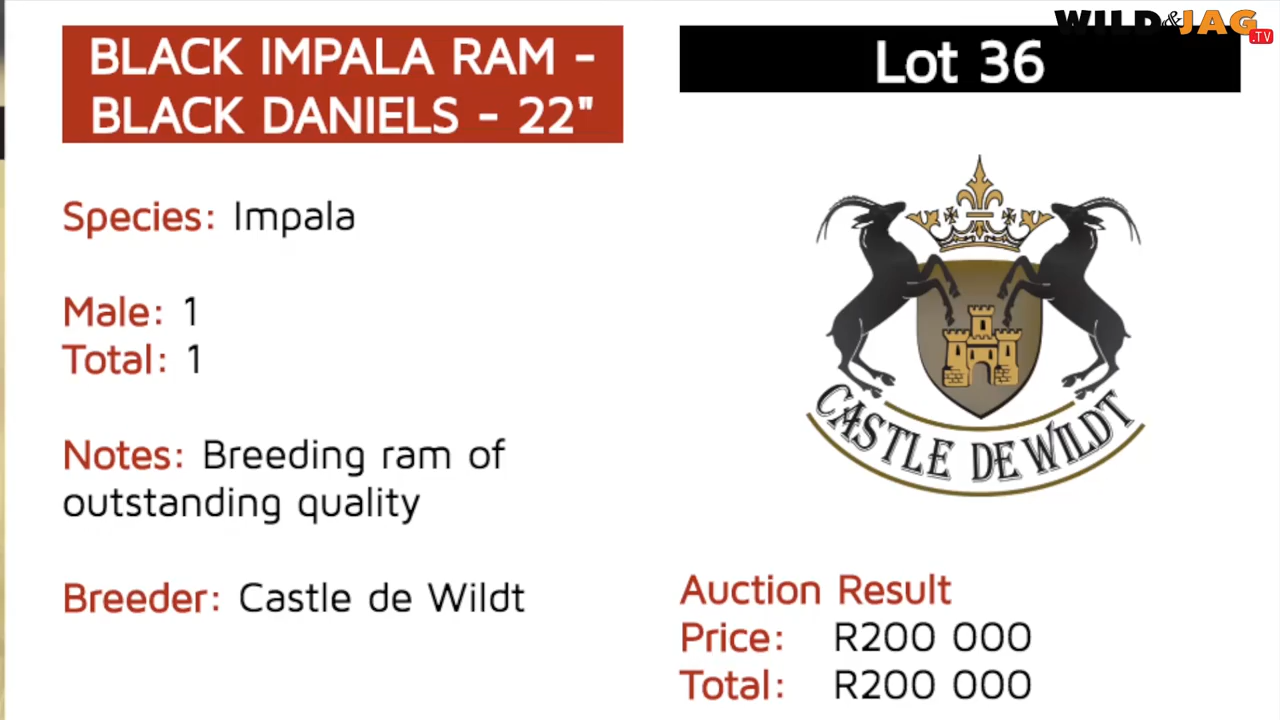 WILD&JAG
.TV
BLACK IMPALA RAM -
BLACK DANIELS - 22"
Lot 36
Species: Impala
Male: 1
Total: 1
Notes: Breeding ram of
outstanding quality
Breeder: Castle de Wildt
CASTLE DE WILDT
Auction Result
Price: R200 000
Total: R200 000